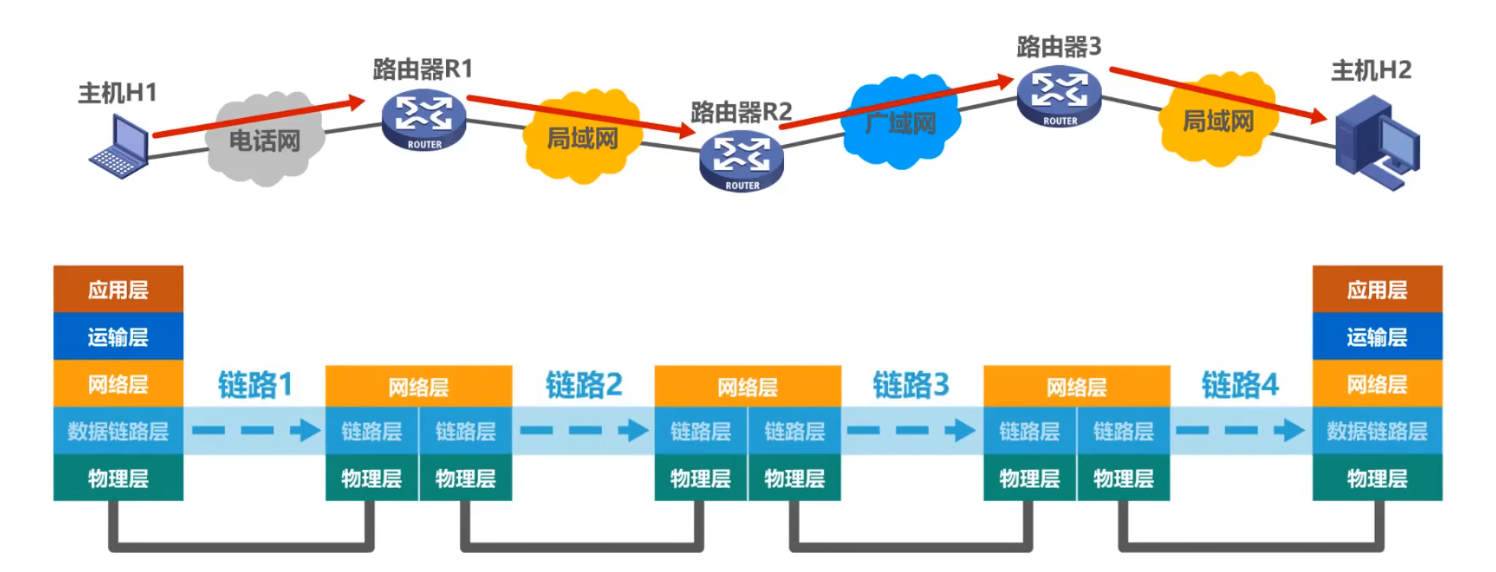 主机H1
路由器R1
路由器R2
路由器3
主机H2
电话网
局域网
广域网
局域网
ROUTER
ROUTER
ROUTER
应用层
运输层
网络层
数据链路层
物理层
链路1
网络层
链路层 链路层
物理层 物理层
链路2
网络层
链路层 链路层
物理层 物理层
链路3
网络层
链路层 链路层
物理层 物理层
链路4
应用层
运输层
网络层
数据链路层
物理层